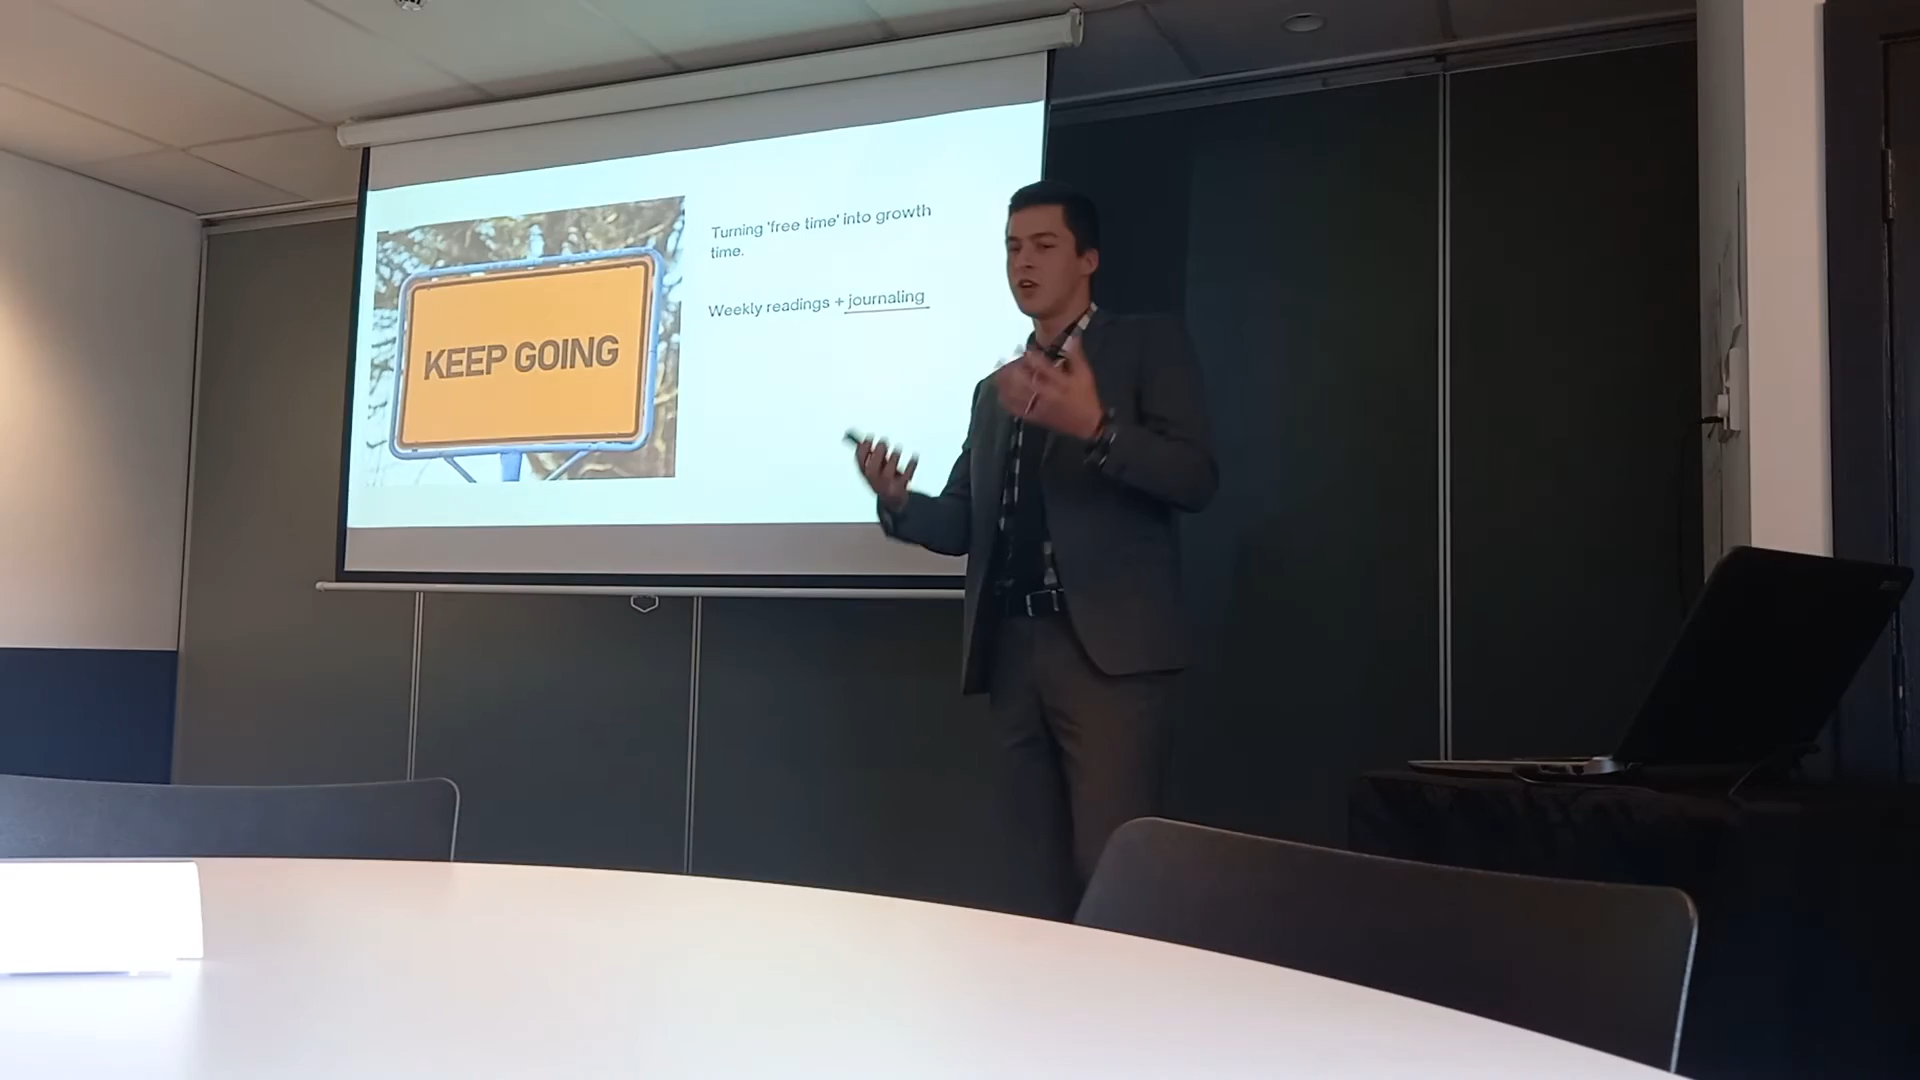 KEEP GOING
Turning 'free time' into growth
time.
Weekly readings + journaling